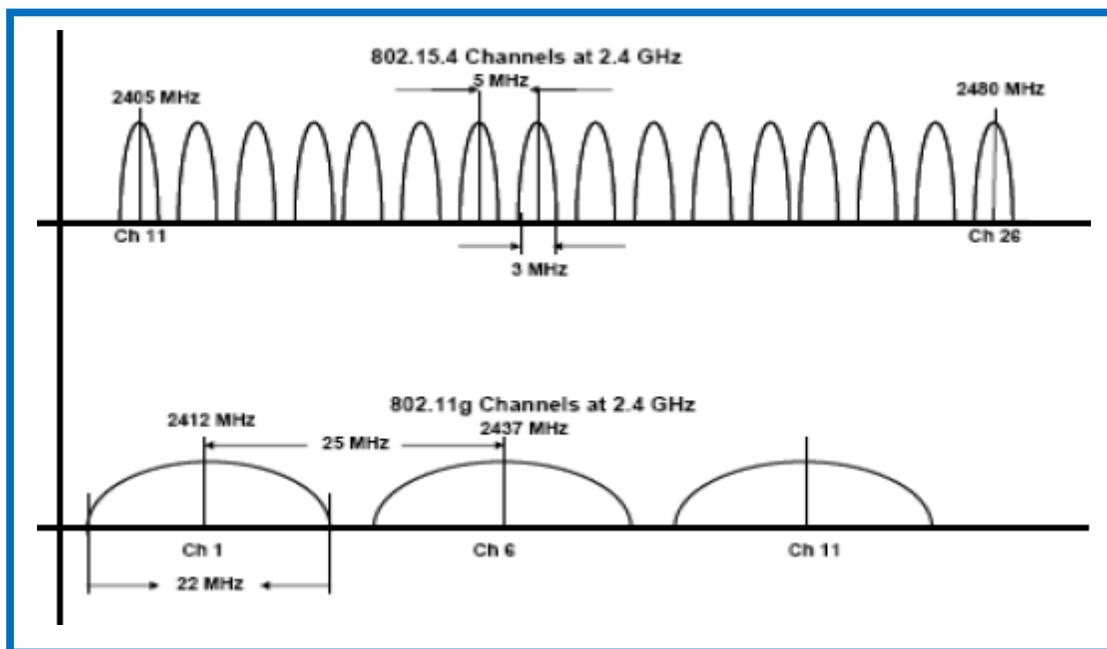 802.15.4 Channels at 2.4 GHz
5 MHz
2405 MHz
2480 MHz
Ch 11
Ch 26
3 MHz
802.11g Channels at 2.4 GHz
2412 MHz
25 MHz
2437 MHz
Ch 1
Ch 6
Ch 11
22 MHz